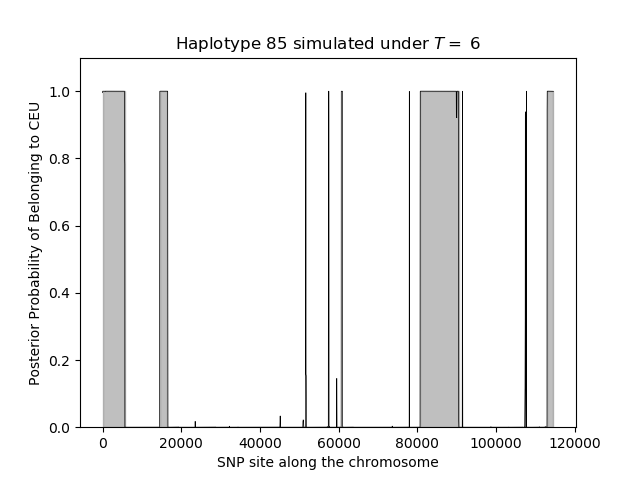 Haplotype 85 simulated under T = 6
Posterior Probability of Belonging to CEU
1.0
0.8
0.6
0.4
0.2
0.0
0 20000 40000 60000 80000 100000 120000
SNP site along the chromosome